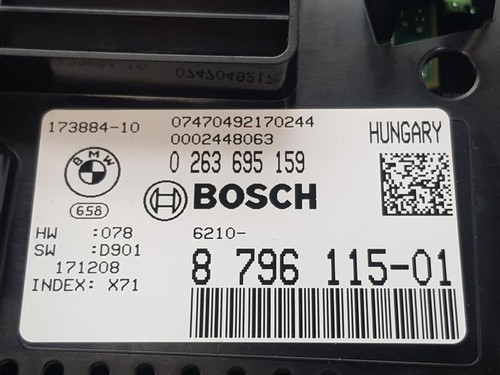 173884-10
07470492170244
0002448063
HUNGARY
BMW
0 263 695 159
658
BOSCH
HW :078
SW :D901
171208
INDEX: X71
6210-
8 796 115-01